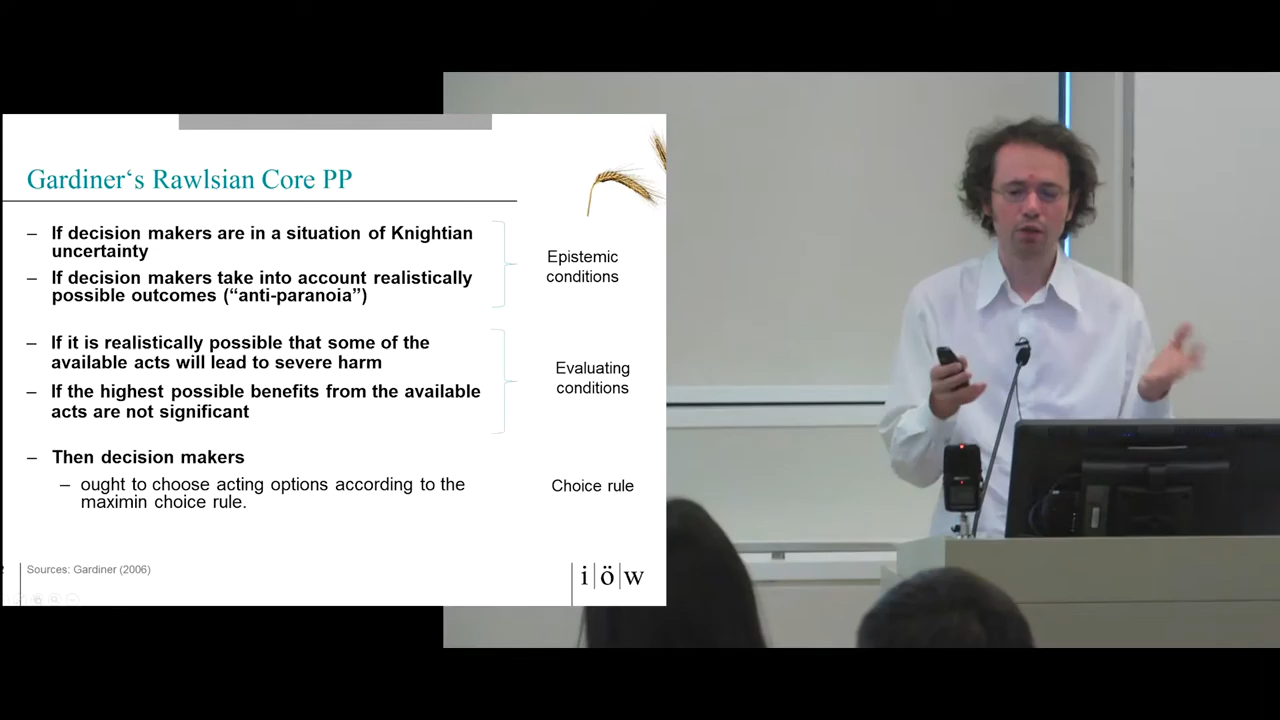 Gardiner‘s Rawlsian Core PP
– If decision makers are in a situation of Knightian
uncertainty
– If decision makers take into account realistically
possible outcomes (“anti-paranoia”)
Epistemic
conditions
– If it is realistically possible that some of the
available acts will lead to severe harm
– If the highest possible benefits from the available
acts are not significant
Evaluating
conditions
– Then decision makers
– ought to choose acting options according to the
maximin choice rule.
Choice rule
Sources: Gardiner (2006)
i|ö|w